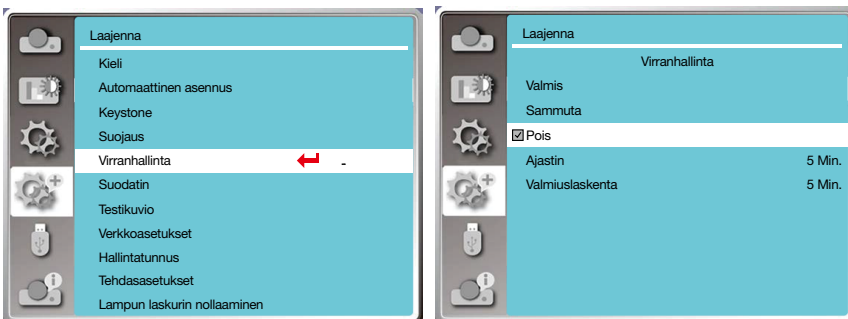 Laajenna
Kieli
Automaattinen asennus
Keystone
Suojaus
Virranhallinta -
Suodatin
Testikuvio
Verkkoasetukset
Hallintatunnus
Tehdasasetukset
Lampun laskurin nollaaminen
Laajenna
Virranhallinta
Valmis
Sammuta
Pois
Ajastin 5 Min.
Valmiuslaskenta 5 Min.